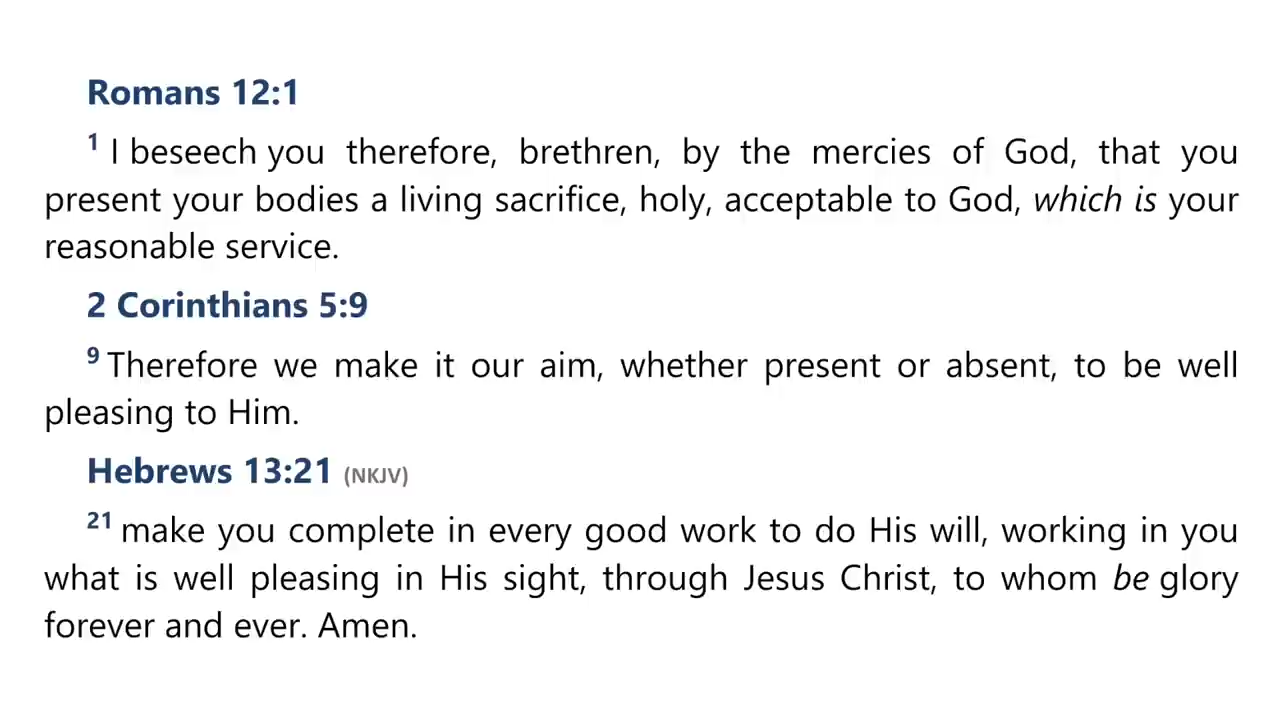 Romans 12:1
1 I beseech you therefore, brethren, by the mercies of God, that you
present your bodies a living sacrifice, holy, acceptable to God, which is your
reasonable service.
2 Corinthians 5:9
9 Therefore we make it our aim, whether present or absent, to be well
pleasing to Him.
Hebrews 13:21 (NKJV)
21 make you complete in every good work to do His will, working in you
what is well pleasing in His sight, through Jesus Christ, to whom be glory
forever and ever. Amen.